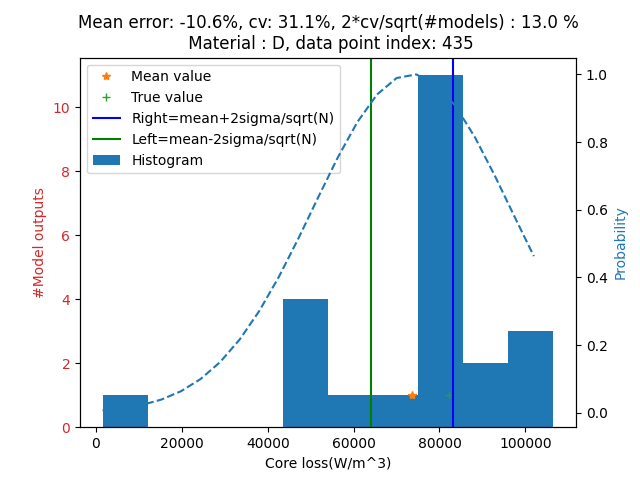 Mean error: -10.6%, cv: 31.1%, 2*cv/sqrt(#models) : 13.0 %
Material : D, data point index: 435
Mean value
True value
Right=mean+2sigma/sqrt(N)
Left=mean-2sigma/sqrt(N)
Histogram
#Model outputs
10
8
6
4
2
0
Probability
1.0
0.8
0.6
0.4
0.2
0.0
0 20000 40000 60000 80000 100000
Core loss(W/m^3)